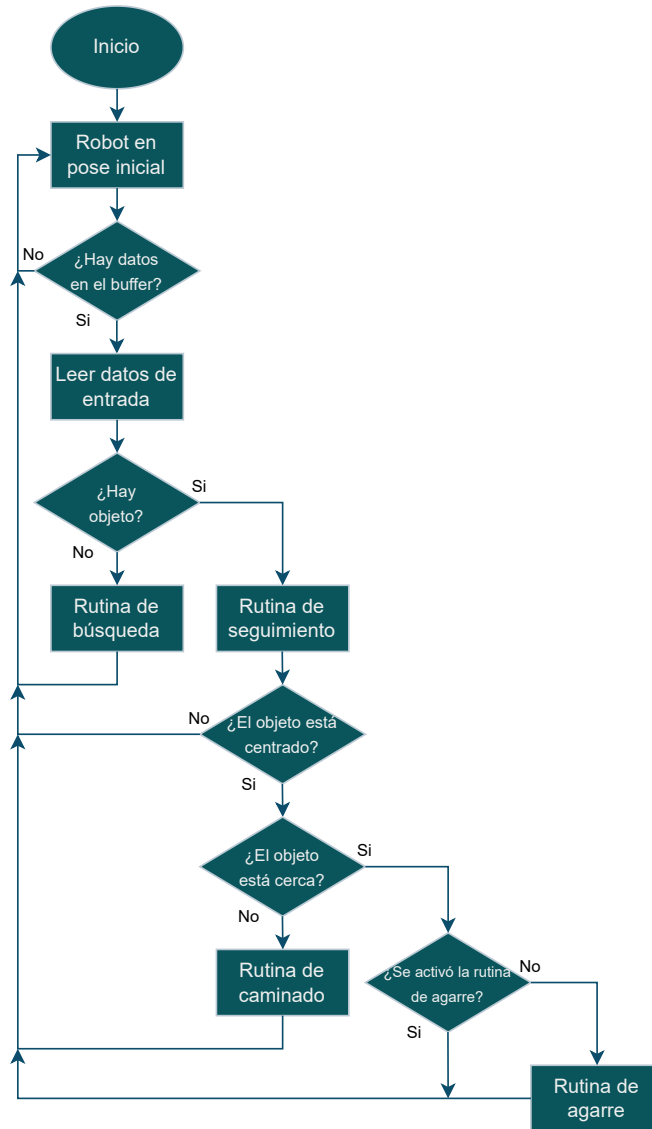 Inicio
Robot en
pose inicial
No
¿Hay datos
en el buffer?
Si
Leer datos de
entrada
¿Hay
objeto?
Si
No
Rutina de
búsqueda
Rutina de
seguimiento
No
¿El objeto está
centrado?
Si
¿El objeto
está cerca?
Si
No
Rutina de
caminado
¿Se activó la rutina
de agarre?
No
Si
Rutina de
agarre